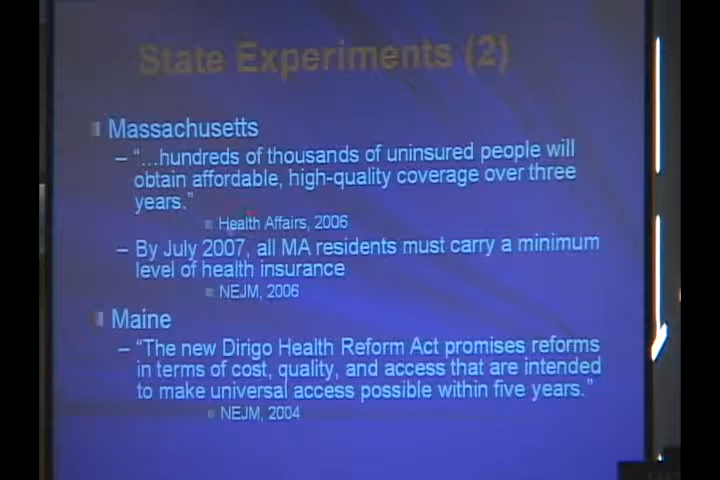 State Experiments (2)
Massachusetts
– “…hundreds of thousands of uninsured people will
obtain affordable, high-quality coverage over three
years.”
Health Affairs, 2006
– By July 2007, all MA residents must carry a minimum
level of health insurance
NEJM, 2006
Maine
– “The new Dirigo Health Reform Act promises reforms
in terms of cost, quality, and access that are intended
to make universal access possible within five years.”
NEJM, 2004